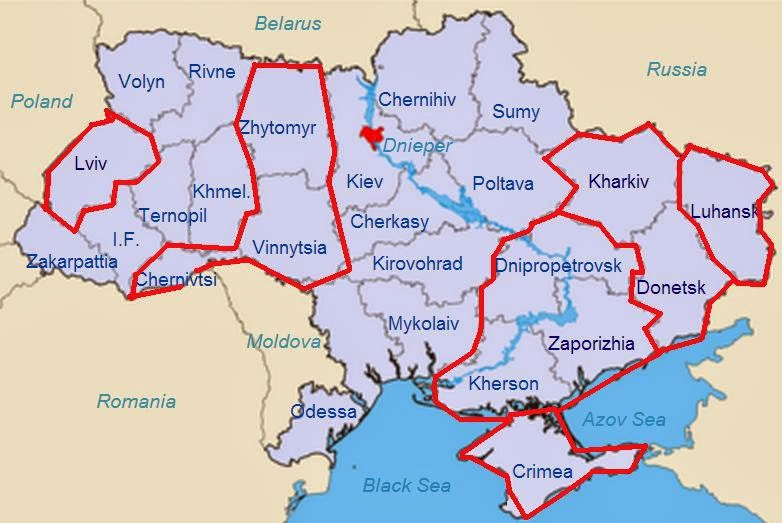 Belarus
Rivne
Volyn
Russia
Poland
Chernihiv
Sumy
Zhytomyr
Dnieper
Lviv
Kiev
Poltava
Kharkiv
Khmel.
Luhansk
Ternopil
Cherkasy
I.F.
Vinnytsia
Zakarpattia
Kirovohrad
Dnipropetrovsk
Chernivtsi
Donetsk
Mykolaiv
Moldova
Zaporizhia
Kherson
Romania
Odessa
Azov Sea
Crimea
Black Sea